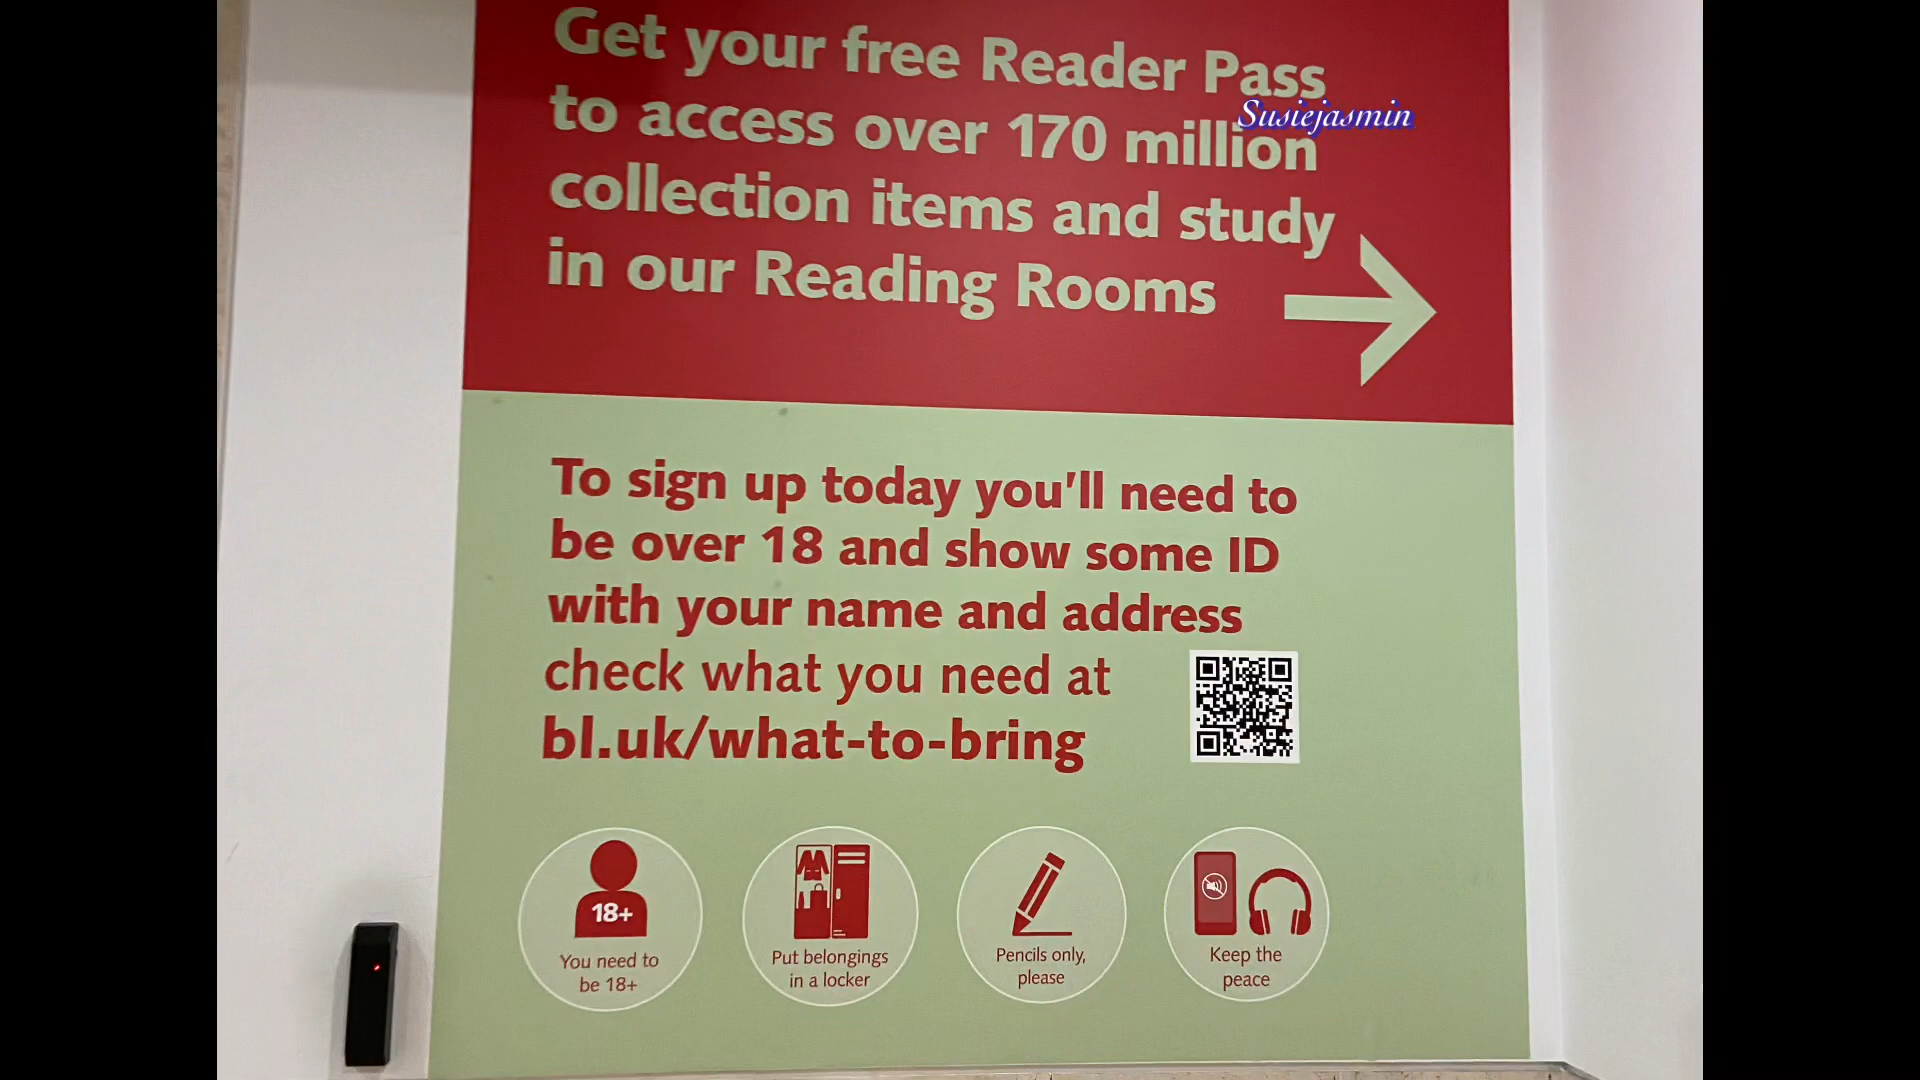 Get your free Reader Pass
Susiejasmin
to access over 170 million
collection items and study
in our Reading Rooms
To sign up today you'll need to
be over 18 and show some ID
with your name and address
check what you need at
bl.uk/what-to-bring
18+
You need to
be 18+
Put belongings
in a locker
Pencils only,
please
Keep the
peace